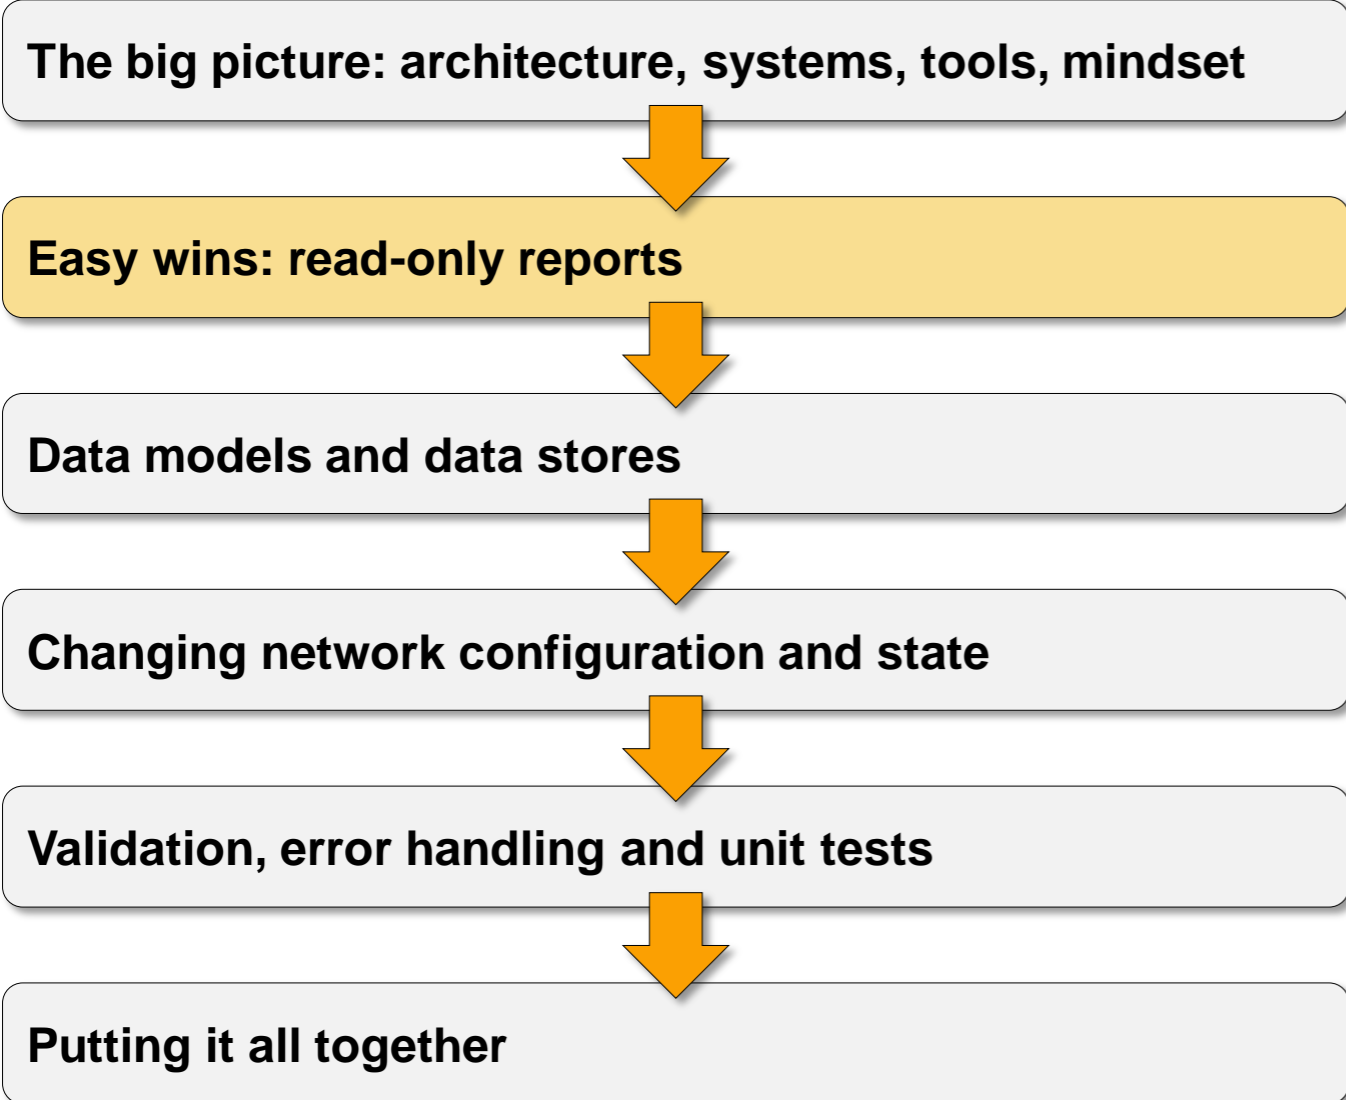 The big picture: architecture, systems, tools, mindset
Easy wins: read-only reports
Data models and data stores
Changing network configuration and state
Validation, error handling and unit tests
Putting it all together